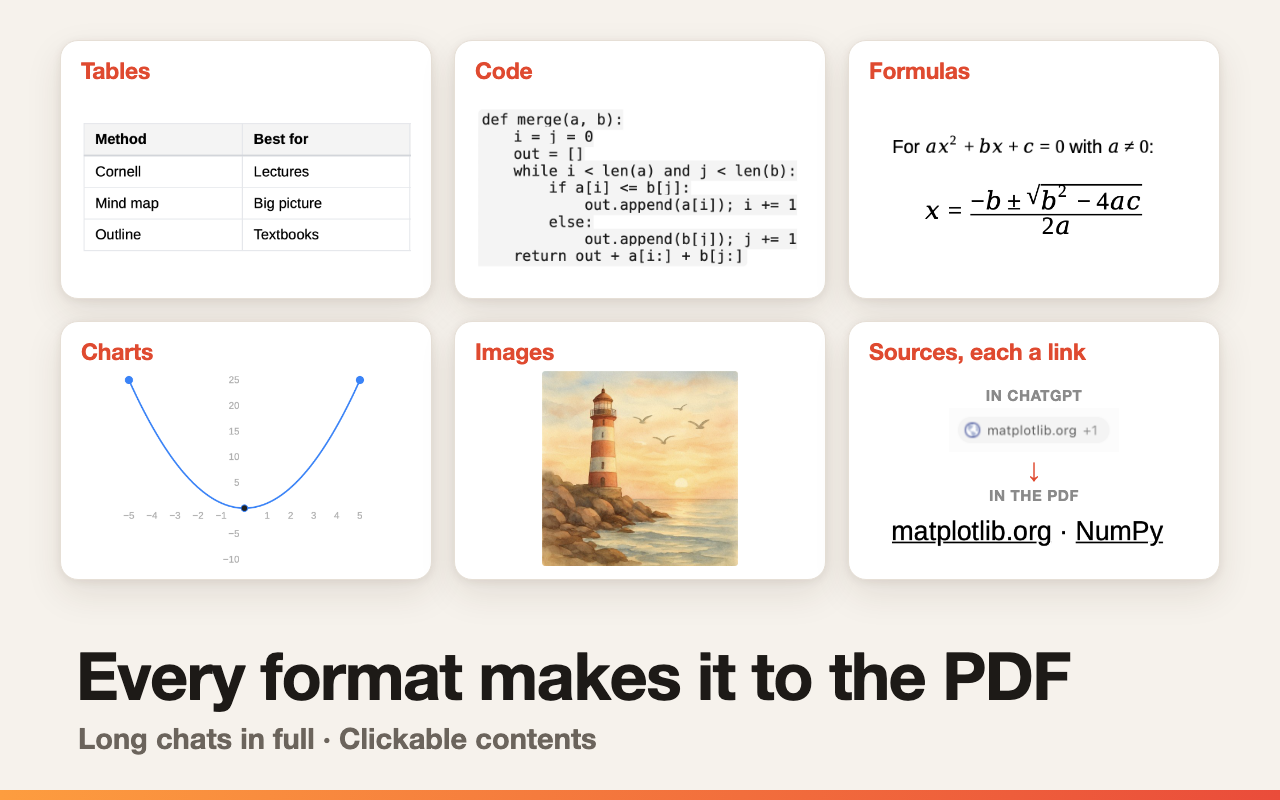 Tables
Method Best for
Cornell Lectures
Mind map Big picture
Outline Textbooks
Code
def merge(a, b):
    i = j = 0
    out = []
    while i < len(a) and j < len(b):
        if a[i] <= b[j]:
            out.append(a[i]); i += 1
        else:
            out.append(b[j]); j += 1
    return out + a[i:] + b[j:]
Formulas
For ax² + bx + c = 0 with a ≠ 0:
x = (−b ± √(b² − 4ac)) / 2a
Charts
25
20
15
10
5
−5 −4 −3 −2 −1 1 2 3 4 5
−5
−10
Images
Sources, each a link
IN CHATGPT
matplotlib.org +1
↓
IN THE PDF
matplotlib.org · NumPy
Every format makes it to the PDF
Long chats in full · Clickable contents